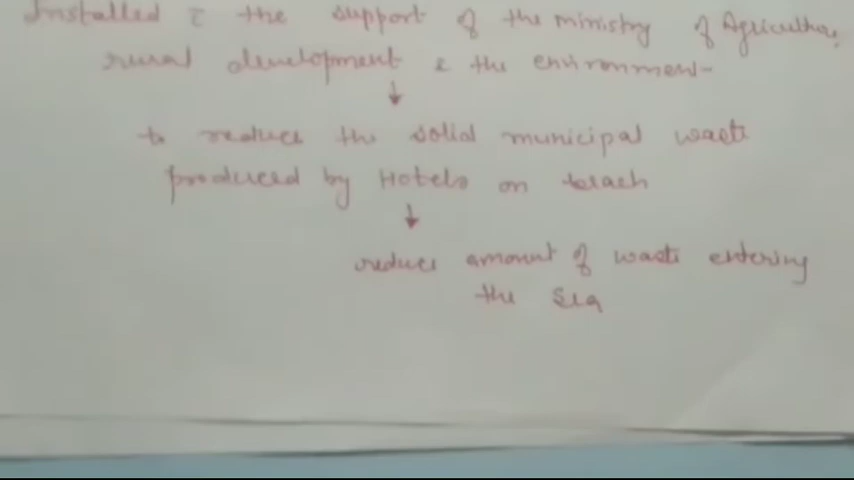 Installed c̄ the support of the ministry of Agriculture,
rural development & the environment-
↓
to reduce the solid municipal waste
produced by Hotels on beach
↓
reduces amount of waste entering
the sea